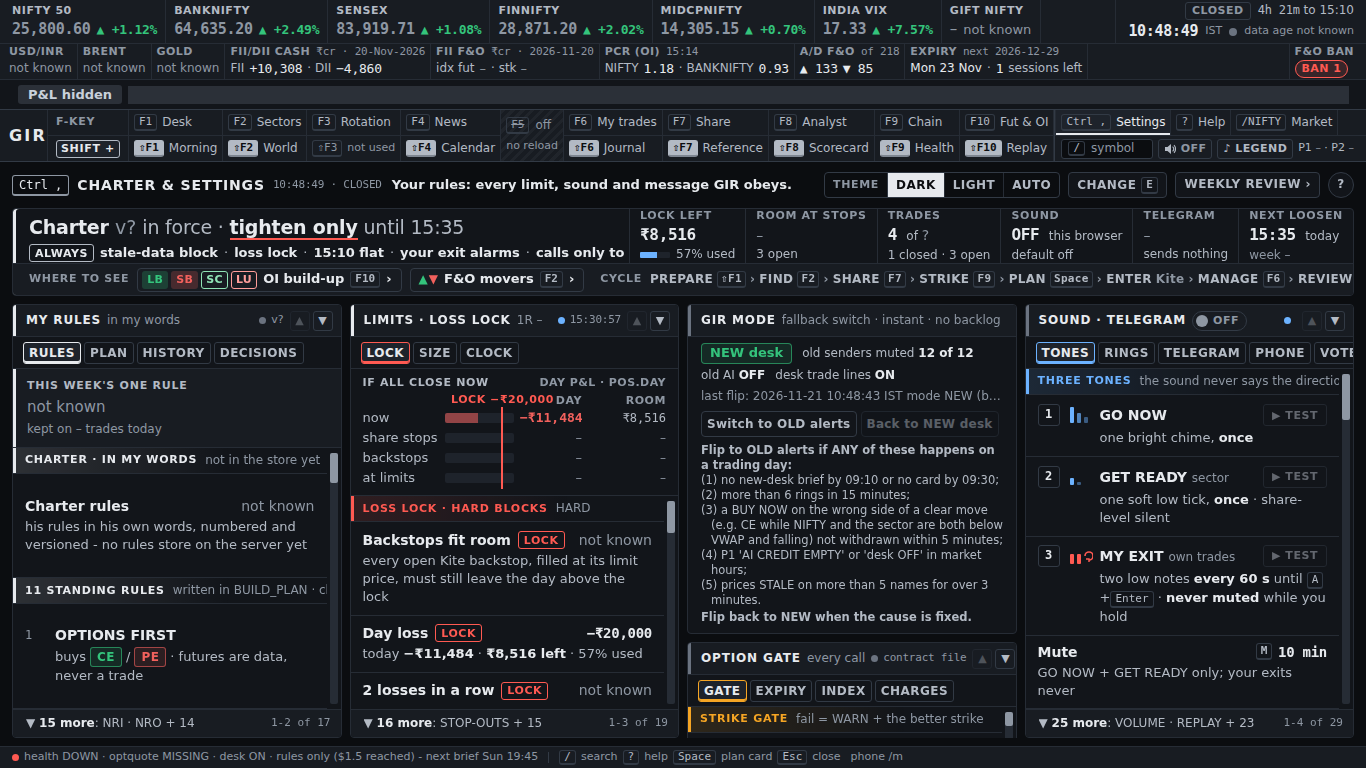 NIFTY 50 BANKNIFTY SENSEX FINNIFTY MIDCPNIFTY INDIA VIX GIFT NIFTY CLOSED 4h 21m to 15:10
25,800.60 ▲ +1.12% 64,635.20 ▲ +2.49% 83,919.71 ▲ +1.08% 28,871.20 ▲ +2.02% 14,305.15 ▲ +0.70% 17.33 ▲ +7.57% – not known 10:48:49 IST data age not known
USD/INR BRENT GOLD FII/DII CASH ₹cr · 20-Nov-2026 FII F&O ₹cr · 2026-11-20 PCR (OI) 15:14 A/D F&O of 218 EXPIRY next 2026-12-29 F&O BAN
not known not known not known FII +10,308 · DII −4,860 idx fut – · stk – NIFTY 1.18 · BANKNIFTY 0.93 ▲ 133 ▼ 85 Mon 23 Nov · 1 sessions left BAN 1
P&L hidden
GIR F-KEY F1 Desk F2 Sectors F3 Rotation F4 News F5 off F6 My trades F7 Share F8 Analyst F9 Chain F10 Fut & OI Ctrl , Settings ? Help /NIFTY Market
SHIFT + ⇧F1 Morning ⇧F2 World ⇧F3 not used ⇧F4 Calendar no reload ⇧F6 Journal ⇧F7 Reference ⇧F8 Scorecard ⇧F9 Health ⇧F10 Replay / symbol OFF ♪ LEGEND P1 – · P2 –
Ctrl , CHARTER & SETTINGS 10:48:49 · CLOSED Your rules: every limit, sound and message GIR obeys. THEME DARK LIGHT AUTO CHANGE E WEEKLY REVIEW › ?
Charter v? in force · tighten only until 15:35
ALWAYS stale-data block · loss lock · 15:10 flat · your exit alarms · calls only to
LOCK LEFT ROOM AT STOPS TRADES SOUND TELEGRAM NEXT LOOSEN
₹8,516 – 4 of ? OFF this browser – 15:35 today
57% used 3 open 1 closed · 3 open default off sends nothing week –
WHERE TO SEE LB SB SC LU OI build-up F10 › ▲▼ F&O movers F2 › CYCLE PREPARE ⇧F1 › FIND F2 › SHARE F7 › STRIKE F9 › PLAN Space › ENTER Kite › MANAGE F6 › REVIEW
MY RULES in my words v? ▲ ▼
RULES PLAN HISTORY DECISIONS
THIS WEEK'S ONE RULE
not known
kept on – trades today
CHARTER · IN MY WORDS not in the store yet
Charter rules not known
his rules in his own words, numbered and
versioned - no rules store on the server yet
11 STANDING RULES written in BUILD_PLAN ·
1 OPTIONS FIRST
buys CE / PE · futures are data,
never a trade
▼ 15 more: NRI · NRO + 14 1-2 of 17
LIMITS · LOSS LOCK 1R – 15:30:57 ▲ ▼
LOCK SIZE CLOCK
IF ALL CLOSE NOW DAY P&L · POS.DAY
LOCK −₹20,000 DAY ROOM
now −₹11,484 ₹8,516
share stops – –
backstops – –
at limits – –
LOSS LOCK · HARD BLOCKS HARD
Backstops fit room LOCK not known
every open Kite backstop, filled at its limit
price, must still leave the day above the
lock
Day loss LOCK −₹20,000
today −₹11,484 · ₹8,516 left · 57% used
2 losses in a row LOCK not known
▼ 16 more: STOP-OUTS + 15 1-3 of 19
GIR MODE fallback switch · instant · no backlog
NEW desk old senders muted 12 of 12
old AI OFF desk trade lines ON
last flip: 2026-11-21 10:48:43 IST mode NEW (b…
Switch to OLD alerts Back to NEW desk
Flip to OLD alerts if ANY of these happens on
a trading day:
(1) no new-desk brief by 09:10 or no card by 09:30;
(2) more than 6 rings in 15 minutes;
(3) a BUY NOW on the wrong side of a clear move
(e.g. CE while NIFTY and the sector are both below
VWAP and falling) not withdrawn within 5 minutes;
(4) P1 'AI CREDIT EMPTY' or 'desk OFF' in market
hours;
(5) prices STALE on more than 5 names for over 3
minutes.
Flip back to NEW when the cause is fixed.
OPTION GATE every call contract file ▲ ▼
GATE EXPIRY INDEX CHARGES
STRIKE GATE fail = WARN + the better strike
SOUND · TELEGRAM OFF ▲ ▼
TONES RINGS TELEGRAM PHONE VOTE
THREE TONES the sound never says the directio
1 GO NOW ▶ TEST
one bright chime, once
2 GET READY sector ▶ TEST
one soft low tick, once · share-
level silent
3 MY EXIT own trades ▶ TEST
two low notes every 60 s until A
+ Enter · never muted while you
hold
Mute M 10 min
GO NOW + GET READY only; your exits
never
▼ 25 more: VOLUME · REPLAY + 23 1-4 of 29
health DOWN · optquote MISSING · desk ON · rules only ($1.5 reached) - next brief Sun 19:45 / search ? help Space plan card Esc close phone /m